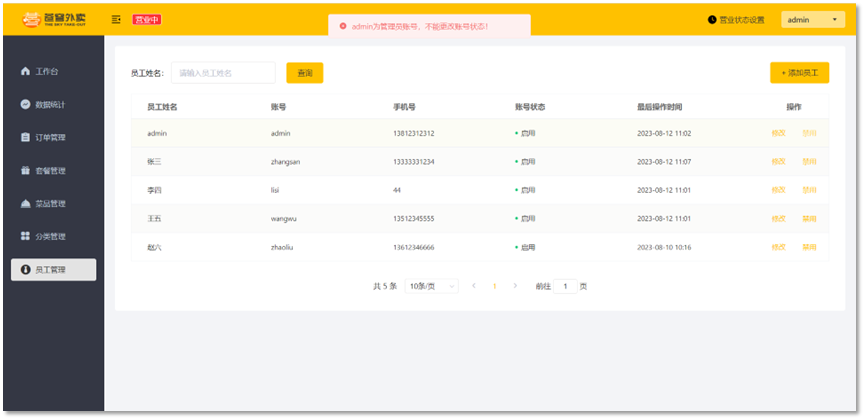 苍穹外卖
THE SKY TAKE-OUT
营业中
admin为管理员账号，不能更改账号状态！
营业状态设置
admin
工作台
数据统计
订单管理
套餐管理
菜品管理
分类管理
员工管理
员工姓名：
请输入员工姓名
查询
+ 添加员工
员工姓名 账号 手机号 账号状态 最后操作时间 操作
admin admin 13812312312 启用 2023-08-12 11:02 修改 禁用
张三 zhangsan 13333331234 启用 2023-08-12 11:07 修改 禁用
李四 lisi 44 启用 2023-08-12 11:01 修改 禁用
王五 wangwu 13512345555 启用 2023-08-12 11:01 修改 禁用
赵六 zhaoliu 13612346666 启用 2023-08-10 10:16 修改 禁用
共 5 条 10条/页 < 1 > 前往 1 页